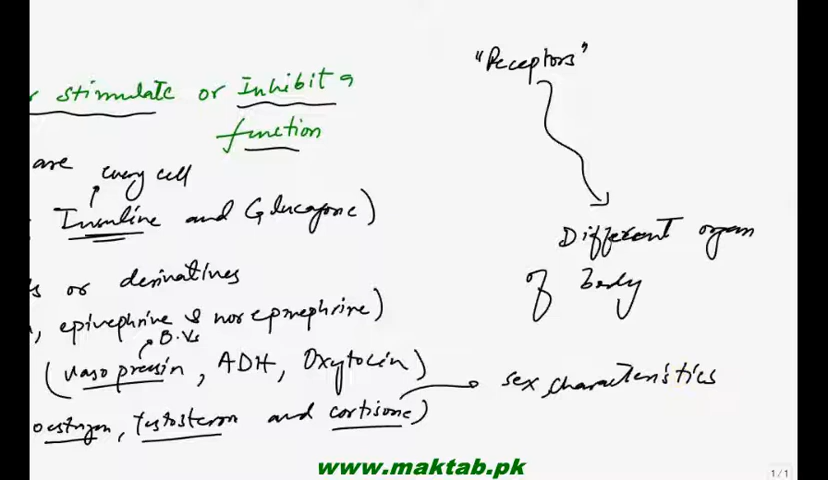 "Receptors"
r stimulate or Inhibit a
function
are every cell
Insuline and Glucagone)
Different organ
of Body
s or derivatives
, epinephrine & norepinephrine)
B.Vs
(vasopressin, ADH, Oxytocin)
sex characteristics
oestrogen, testosteron and cortisone)
www.maktab.pk
1/1